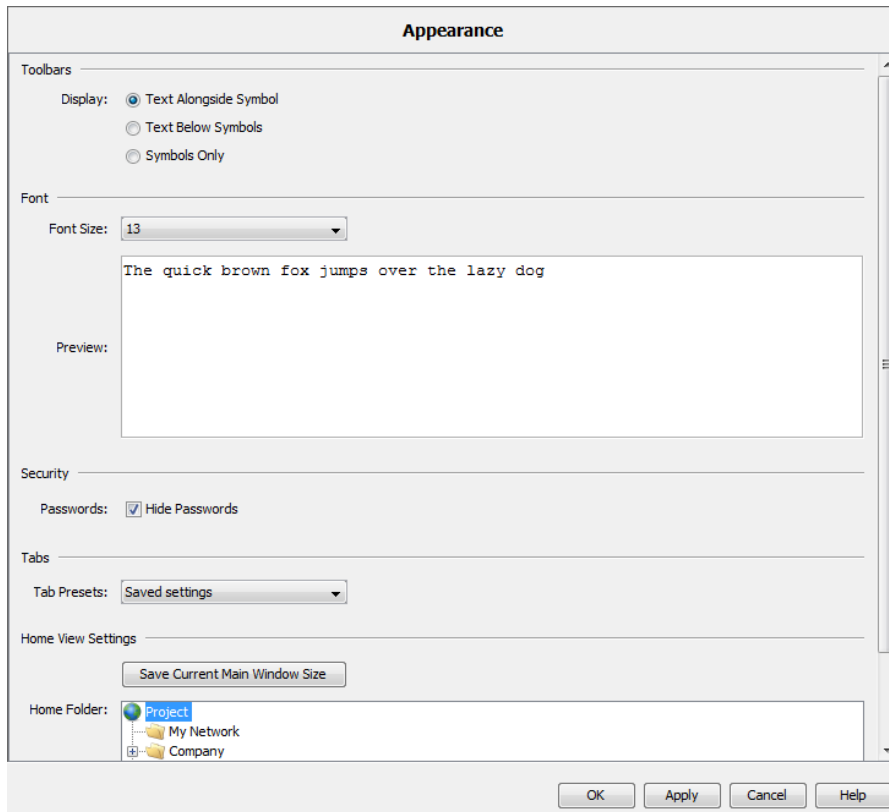 Appearance
Toolbars
Display: Text Alongside Symbol
Text Below Symbols
Symbols Only
Font
Font Size: 13
The quick brown fox jumps over the lazy dog
Preview:
Security
Passwords: Hide Passwords
Tabs
Tab Presets: Saved settings
Home View Settings
Save Current Main Window Size
Home Folder: Project
My Network
Company
OK Apply Cancel Help